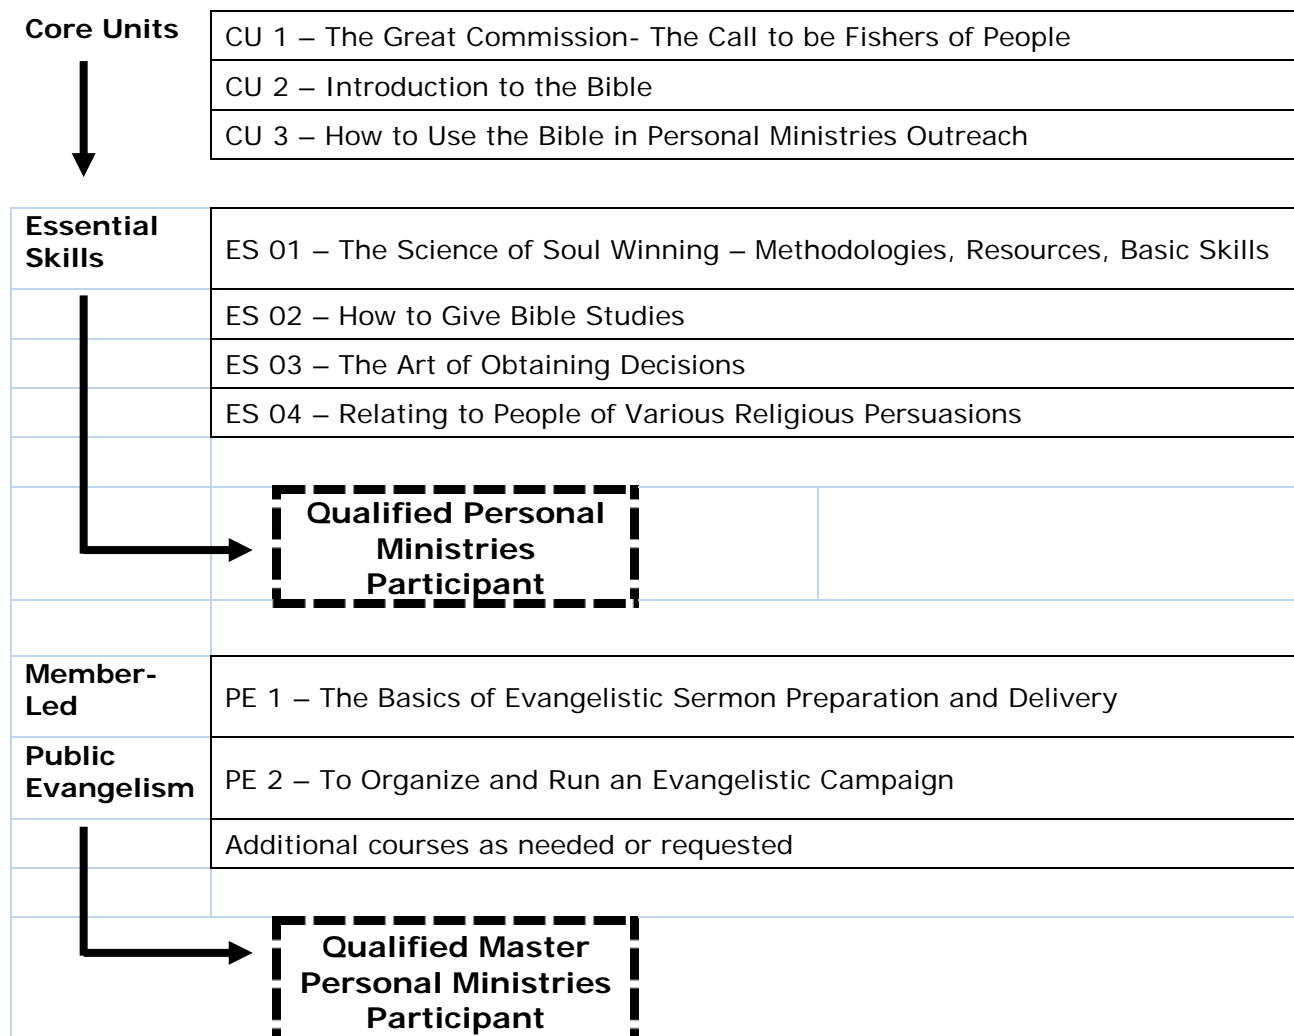 Core Units
CU 1 – The Great Commission- The Call to be Fishers of People
CU 2 – Introduction to the Bible
CU 3 – How to Use the Bible in Personal Ministries Outreach
Essential
Skills
ES 01 – The Science of Soul Winning – Methodologies, Resources, Basic Skills
ES 02 – How to Give Bible Studies
ES 03 – The Art of Obtaining Decisions
ES 04 – Relating to People of Various Religious Persuasions
Qualified Personal
Ministries
Participant
Member-
Led
PE 1 – The Basics of Evangelistic Sermon Preparation and Delivery
Public
Evangelism
PE 2 – To Organize and Run an Evangelistic Campaign
Additional courses as needed or requested
Qualified Master
Personal Ministries
Participant